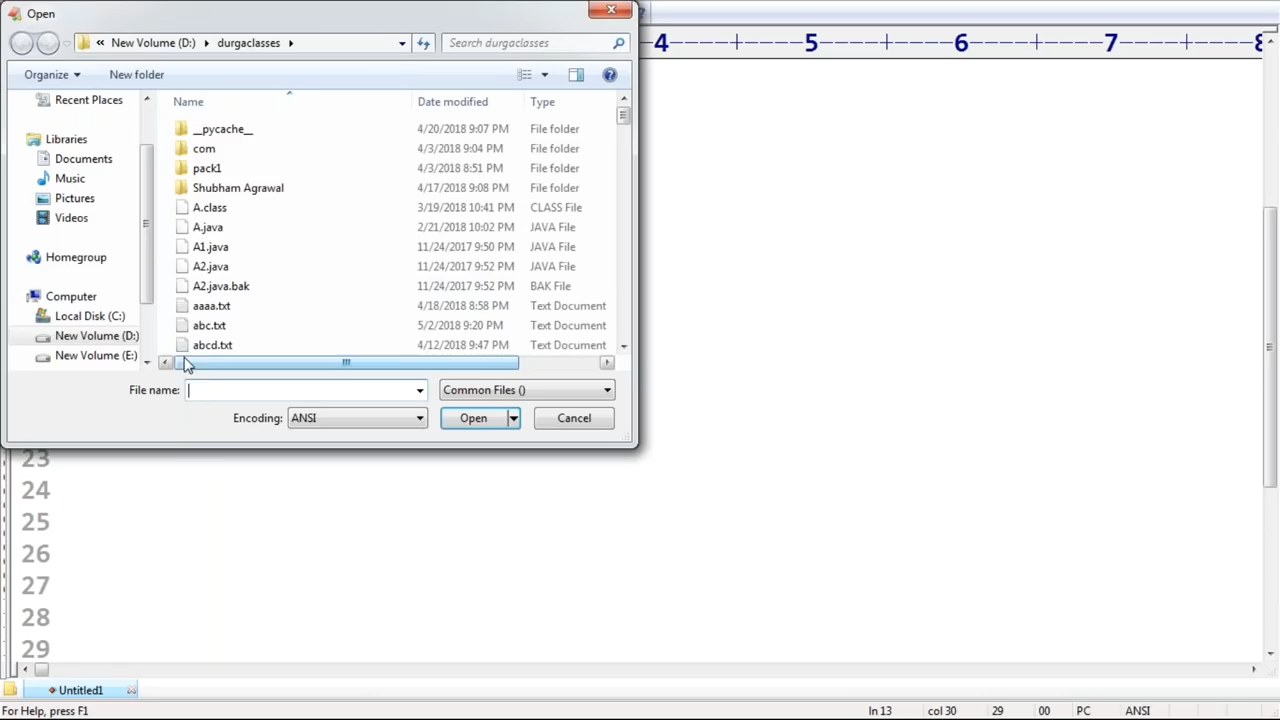 Open
« New Volume (D:) durgaclasses Search durgaclasses
4 5 6 7 8
Organize New folder
Recent Places
Libraries
Documents
Music
Pictures
Videos
Homegroup
Computer
Local Disk (C:)
New Volume (D:)
New Volume (E:)
Name Date modified Type
__pycache__ 4/20/2018 9:07 PM File folder
com 4/3/2018 9:04 PM File folder
pack1 4/3/2018 8:51 PM File folder
Shubham Agrawal 4/17/2018 9:08 PM File folder
A.class 3/19/2018 10:41 PM CLASS File
A.java 2/21/2018 10:02 PM JAVA File
A1.java 11/24/2017 9:50 PM JAVA File
A2.java 11/24/2017 9:52 PM JAVA File
A2.java.bak 11/24/2017 9:52 PM BAK File
aaaa.txt 4/18/2018 8:58 PM Text Document
abc.txt 5/2/2018 9:20 PM Text Document
abcd.txt 4/12/2018 9:47 PM Text Document
File name: Common Files ()
Encoding: ANSI Open Cancel
23
24
25
26
27
28
29
Untitled1
For Help, press F1 ln 13 col 30 29 00 PC ANSI